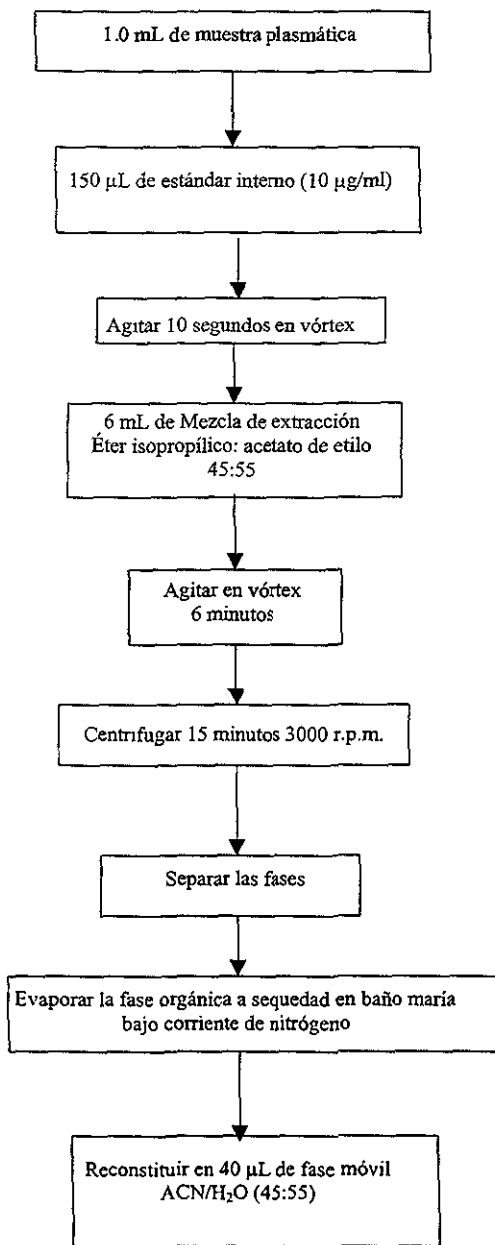 1.0 mL de muestra plasmática
150 µL de estándar interno (10 µg/ml)
Agitar 10 segundos en vórtex
6 mL de Mezcla de extracción
Éter isopropílico: acetato de etilo
45:55
Agitar en vórtex
6 minutos
Centrifugar 15 minutos 3000 r.p.m.
Separar las fases
Evaporar la fase orgánica a sequedad en baño maría
bajo corriente de nitrógeno
Reconstituir en 40 µL de fase móvil
ACN/H₂O (45:55)